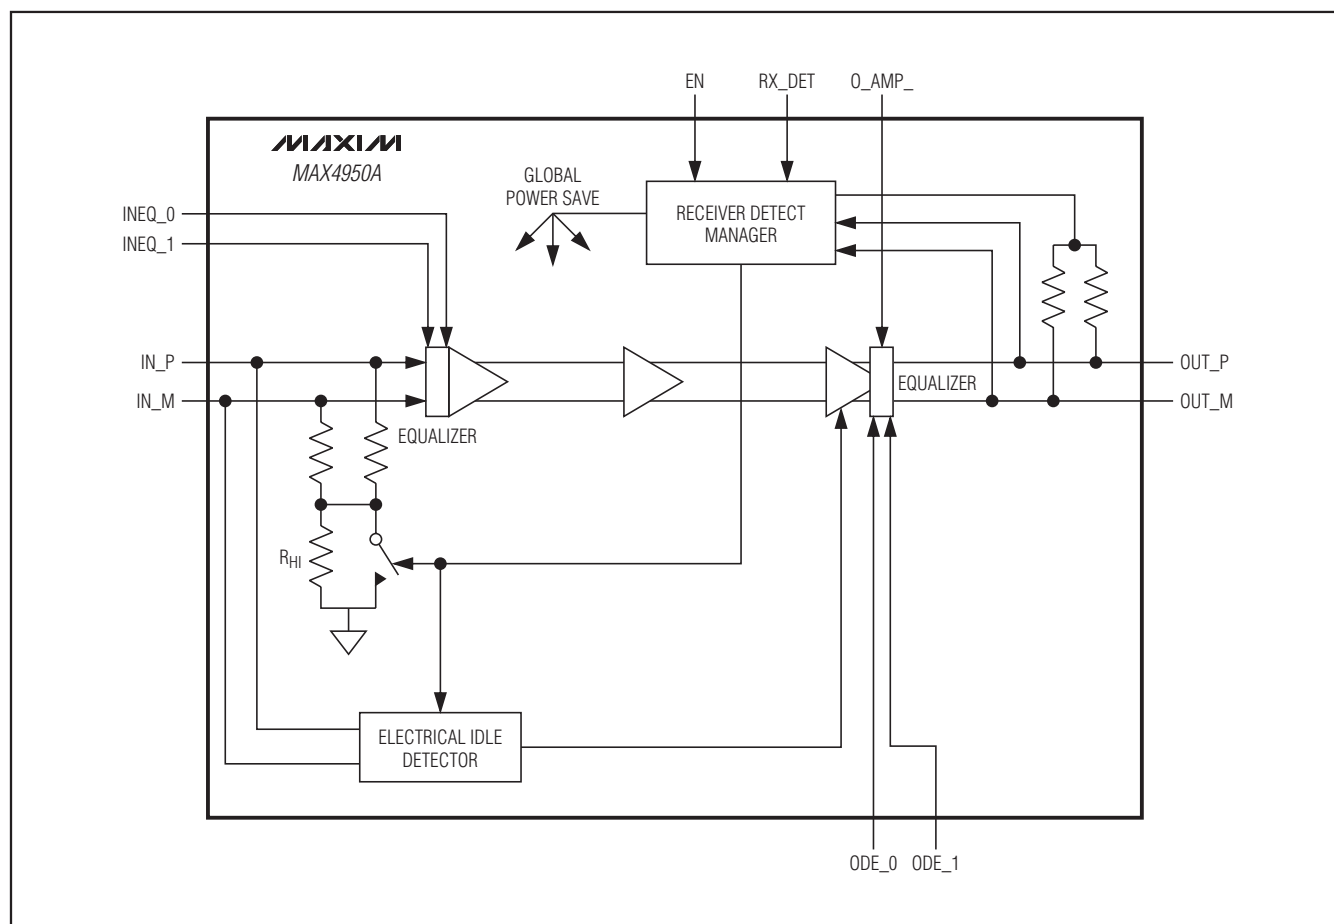 EN
RX_DET
O_AMP_
MAXIM
MAX4950A
GLOBAL
POWER SAVE
RECEIVER DETECT
MANAGER
INEQ_0
INEQ_1
IN_P
IN_M
EQUALIZER
EQUALIZER
OUT_P
OUT_M
RHI
ELECTRICAL IDLE
DETECTOR
ODE_0
ODE_1